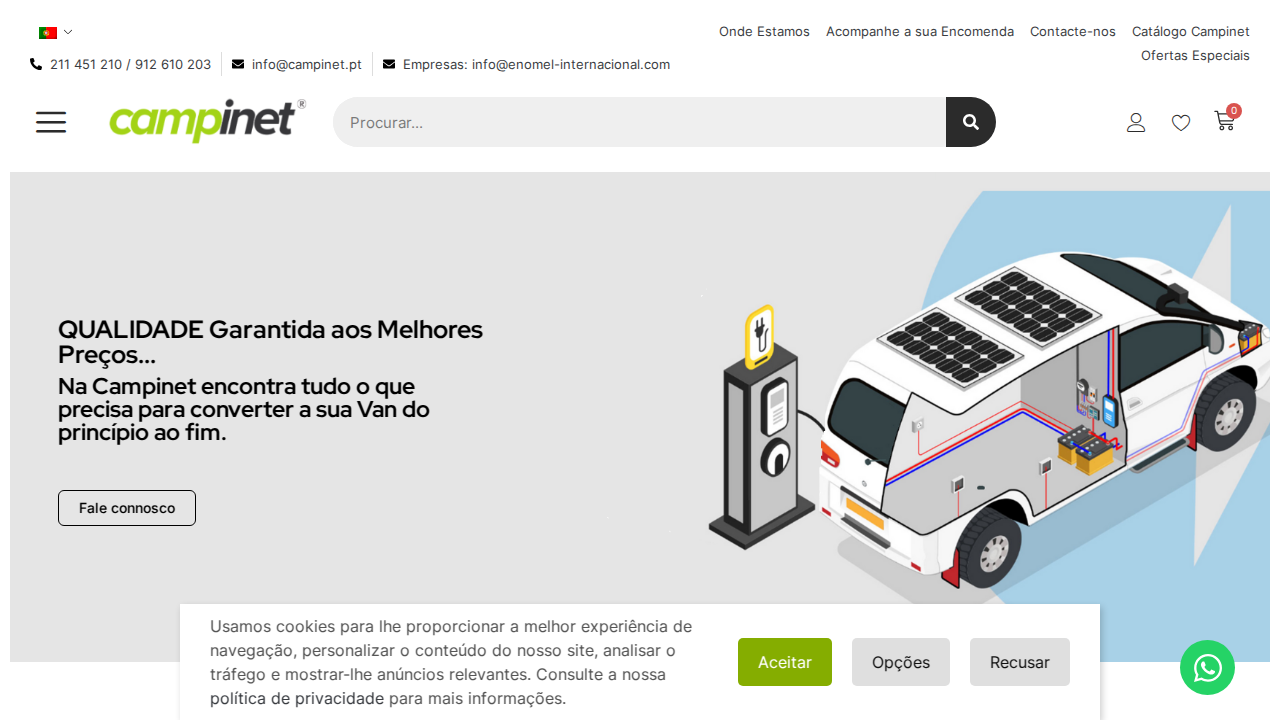 Onde Estamos Acompanhe a sua Encomenda Contacte-nos Catálogo Campinet
Ofertas Especiais
211 451 210 / 912 610 203 info@campinet.pt Empresas: info@enomel-internacional.com
campinet®
Procurar...
0
QUALIDADE Garantida aos Melhores
Preços...
Na Campinet encontra tudo o que
precisa para converter a sua Van do
princípio ao fim.
Fale connosco
Usamos cookies para lhe proporcionar a melhor experiência de
navegação, personalizar o conteúdo do nosso site, analisar o
tráfego e mostrar-lhe anúncios relevantes. Consulte a nossa
política de privacidade para mais informações.
Aceitar
Opções
Recusar